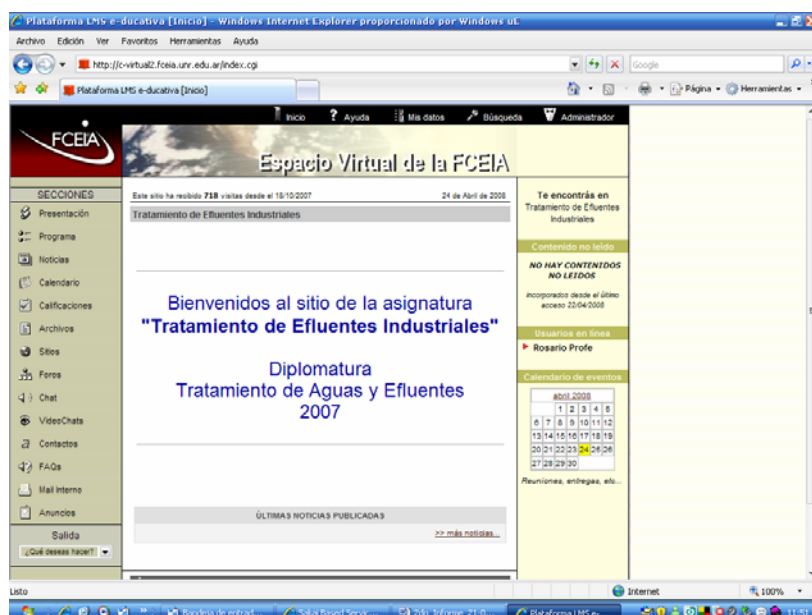 Plataforma LMS e-ducativa [Inicio] - Windows Internet Explorer proporcionado por Windows uE
Archivo Edición Ver Favoritos Herramientas Ayuda
http://c-virtual2.fceia.unr.edu.ar/index.cgi
Google
Plataforma LMS e-ducativa [Inicio]
Página
Herramientas
Inicio
Ayuda
Mis datos
Búsqueda
Administrador
FCEIA
Espacio Virtual de la FCEIA
SECCIONES
Presentación
Programa
Noticias
Calendario
Calificaciones
Archivos
Sitios
Foros
Chat
VideoChats
Contactos
FAQs
Mail Interno
Anuncios
Salida
¿Qué deseas hacer?
Este sitio ha recibido 718 visitas desde el 18/10/2007
24 de Abril de 2008
Tratamiento de Efluentes Industriales
Bienvenidos al sitio de la asignatura
"Tratamiento de Efluentes Industriales"
Diplomatura
Tratamiento de Aguas y Efluentes
2007
ÚLTIMAS NOTICIAS PUBLICADAS
>> más noticias...
Te encontrás en
Tratamiento de Efluentes
Industriales
Contenido no leído
NO HAY CONTENIDOS
NO LEIDOS
incorporados desde el último
acceso 22/04/2008
Usuarios en línea
Rosario Profe
Calendario de eventos
abril 2008
1 2 3 4 5
6 7 8 9 10 11 12
13 14 15 16 17 18 19
20 21 22 23 24 25 26
27 28 29 30
Reuniones, entregas, etc...
Listo
Internet
100%
Bandeja de entrad...
Sakai Based Servic...
2do. Informe 21-0...
Plataforma LMS e-...